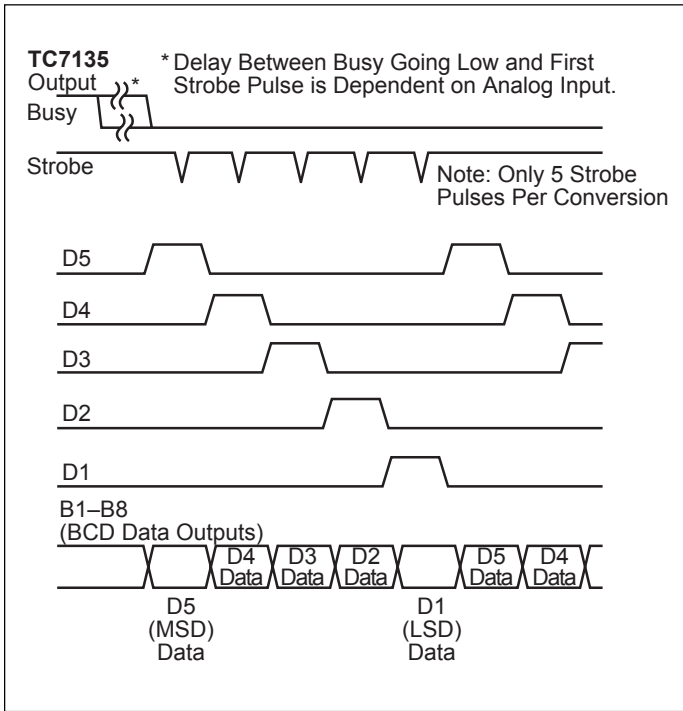 TC7135
Output
Busy
*
* Delay Between Busy Going Low and First
Strobe Pulse is Dependent on Analog Input.
Strobe
Note: Only 5 Strobe
Pulses Per Conversion
D5
D4
D3
D2
D1
B1–B8
(BCD Data Outputs)
D4
Data
D3
Data
D2
Data
D5
Data
D4
Data
D5
(MSD)
Data
D1
(LSD)
Data